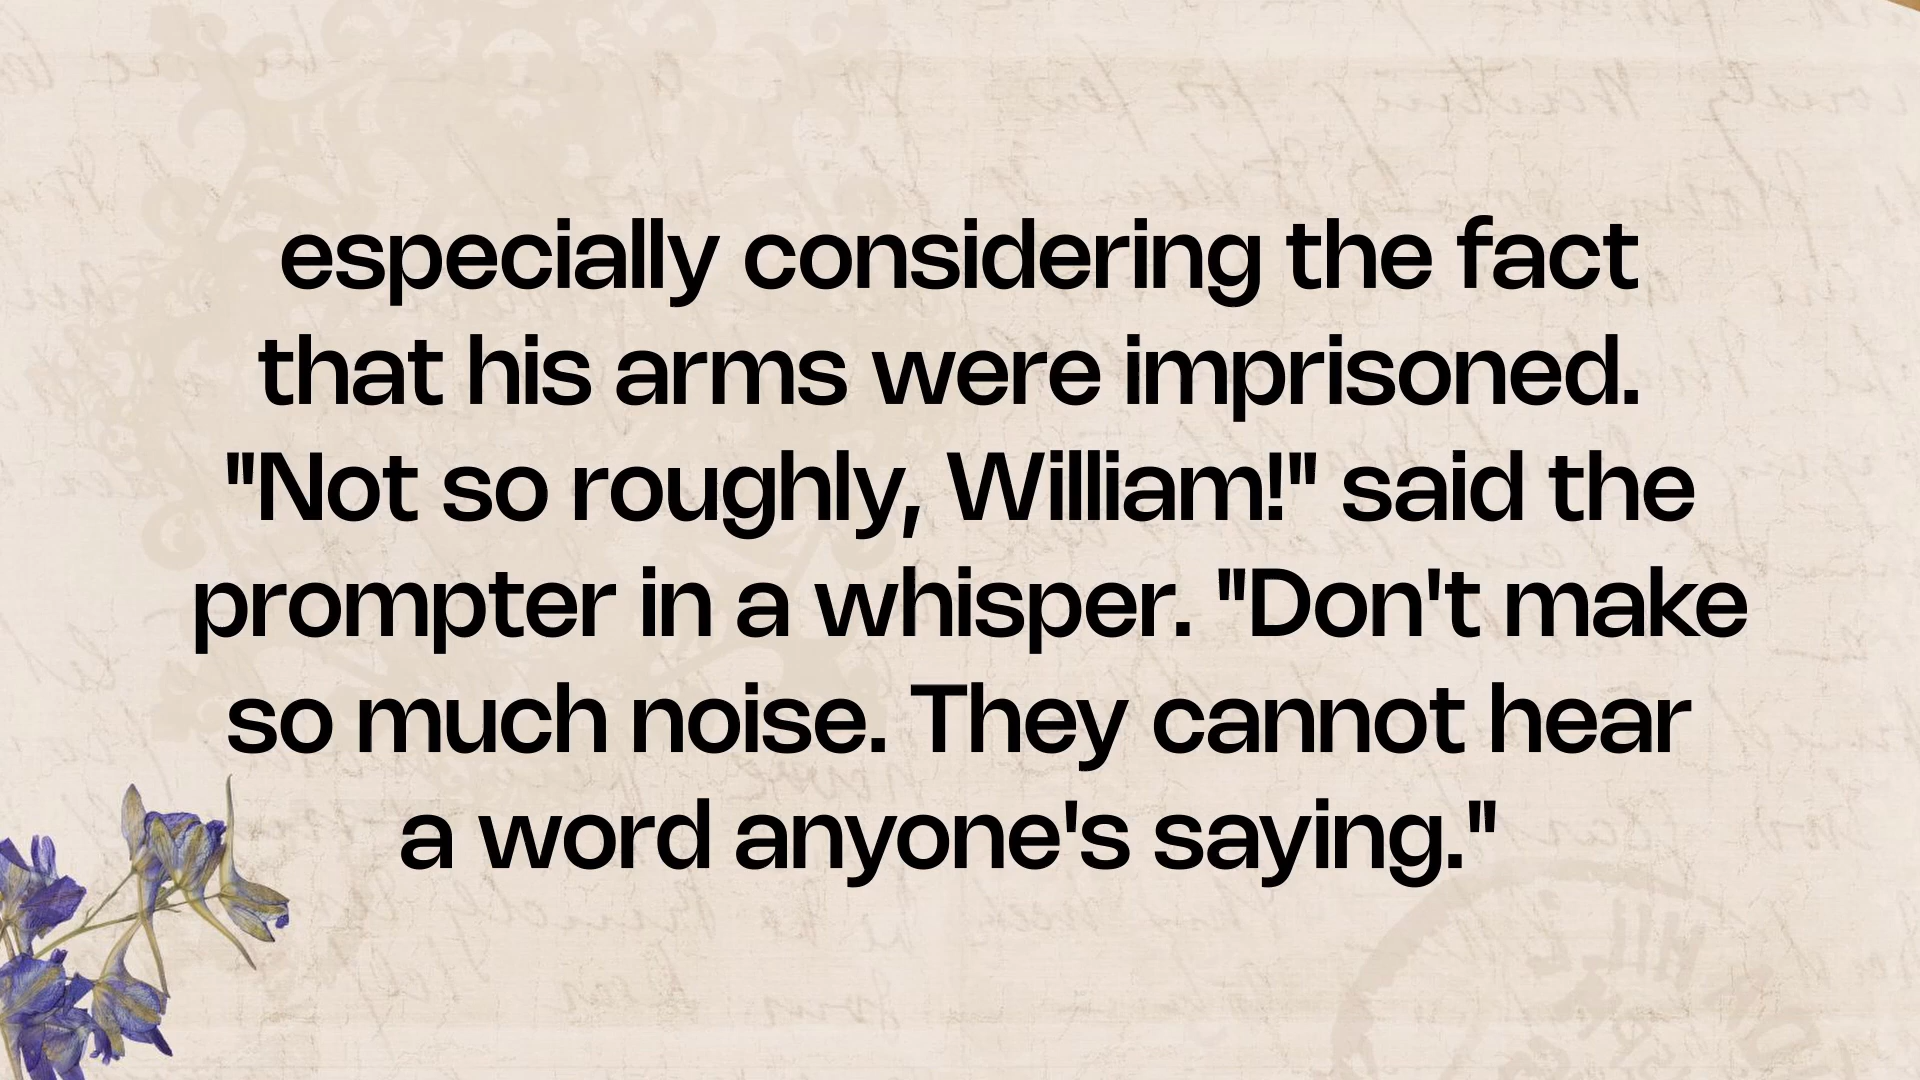 especially considering the fact
that his arms were imprisoned.
"Not so roughly, William!" said the
prompter in a whisper. "Don't make
so much noise. They cannot hear
a word anyone's saying."